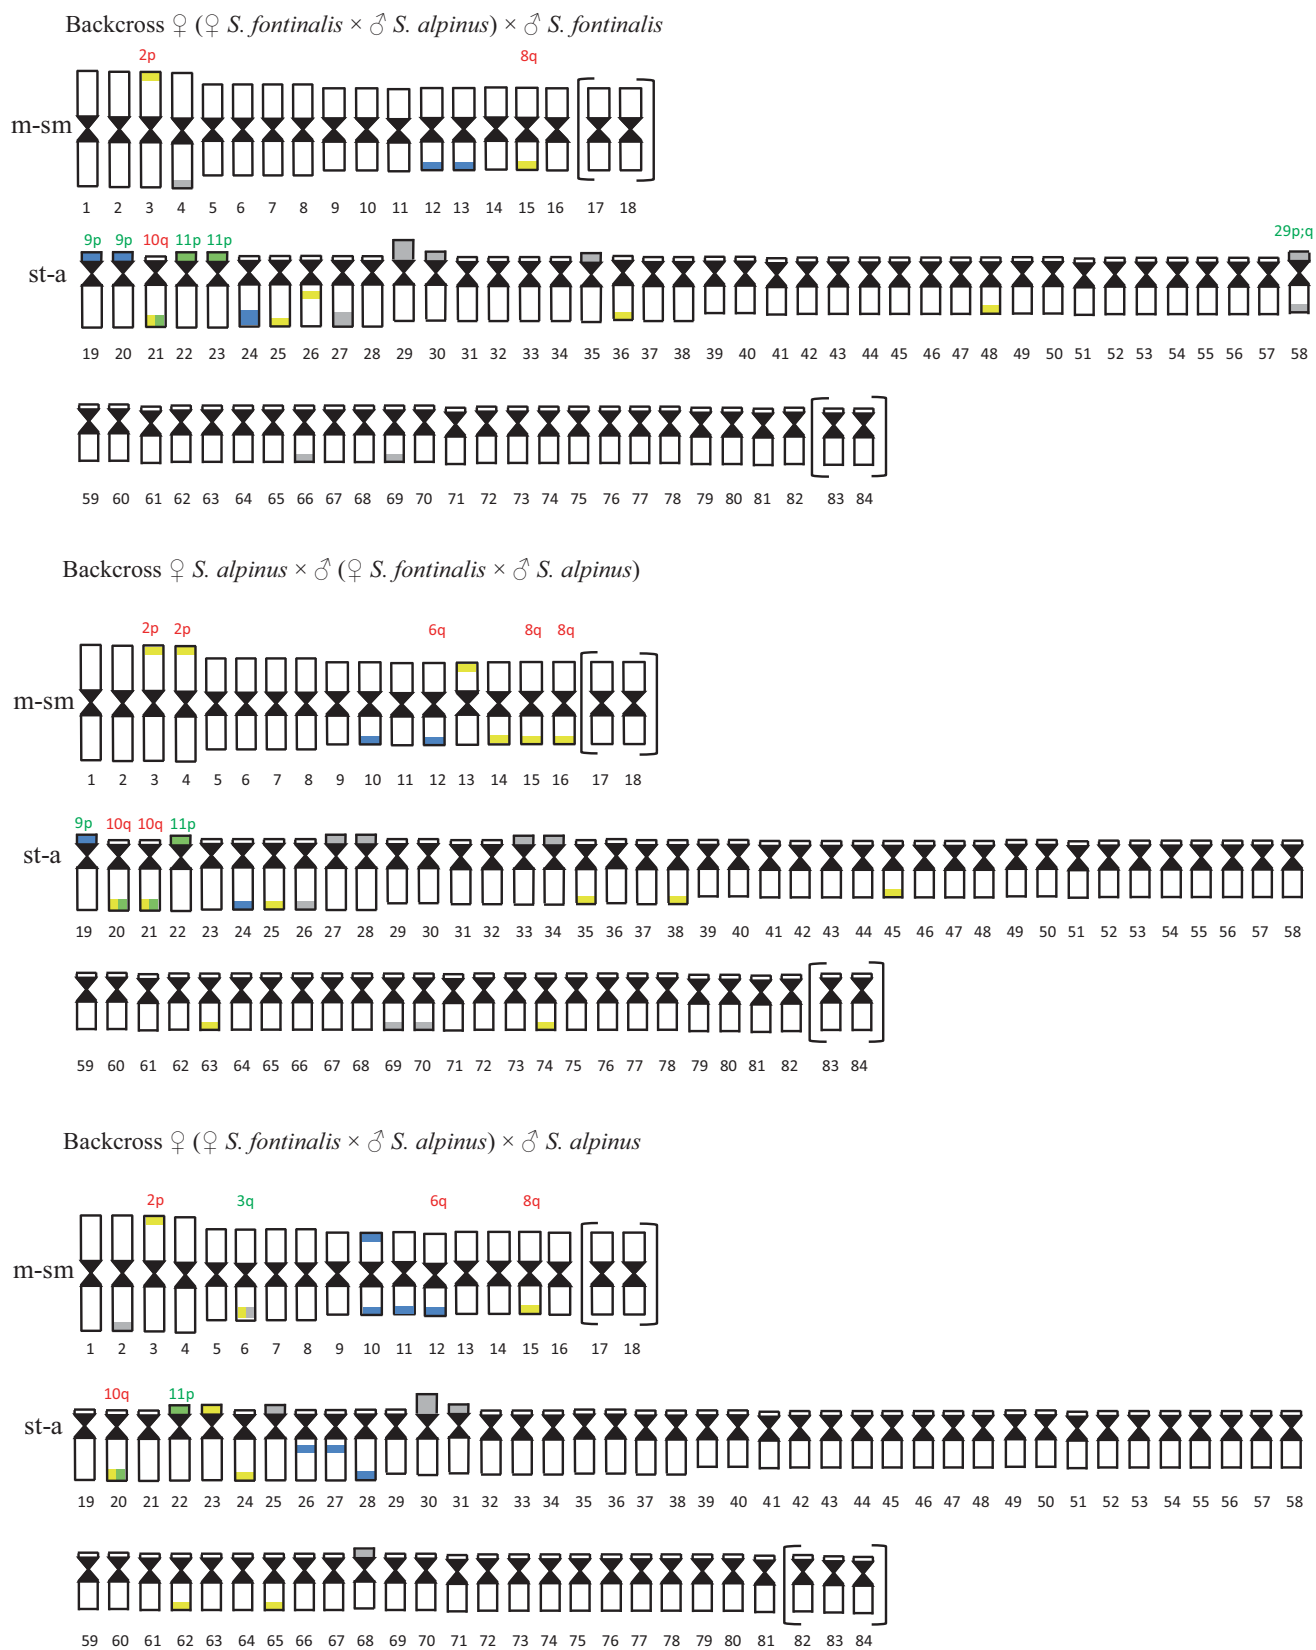 Backcross ♀ (♀ S. fontinalis × ♂ S. alpinus) × ♂ S. fontinalis
2p 8q
m-sm
1 2 3 4 5 6 7 8 9 10 11 12 13 14 15 16 17 18
9p 9p 10q 11p 11p 29p;q
st-a
19 20 21 22 23 24 25 26 27 28 29 30 31 32 33 34 35 36 37 38 39 40 41 42 43 44 45 46 47 48 49 50 51 52 53 54 55 56 57 58
59 60 61 62 63 64 65 66 67 68 69 70 71 72 73 74 75 76 77 78 79 80 81 82 83 84
Backcross ♀ S. alpinus × ♂ (♀ S. fontinalis × ♂ S. alpinus)
2p 2p 6q 8q 8q
m-sm
1 2 3 4 5 6 7 8 9 10 11 12 13 14 15 16 17 18
9p 10q 10q 11p
st-a
19 20 21 22 23 24 25 26 27 28 29 30 31 32 33 34 35 36 37 38 39 40 41 42 43 44 45 46 47 48 49 50 51 52 53 54 55 56 57 58
59 60 61 62 63 64 65 66 67 68 69 70 71 72 73 74 75 76 77 78 79 80 81 82 83 84
Backcross ♀ (♀ S. fontinalis × ♂ S. alpinus) × ♂ S. alpinus
2p 3q 6q 8q
m-sm
1 2 3 4 5 6 7 8 9 10 11 12 13 14 15 16 17 18
10q 11p
st-a
19 20 21 22 23 24 25 26 27 28 29 30 31 32 33 34 35 36 37 38 39 40 41 42 43 44 45 46 47 48 49 50 51 52 53 54 55 56 57 58
59 60 61 62 63 64 65 66 67 68 69 70 71 72 73 74 75 76 77 78 79 80 81 82 83 84